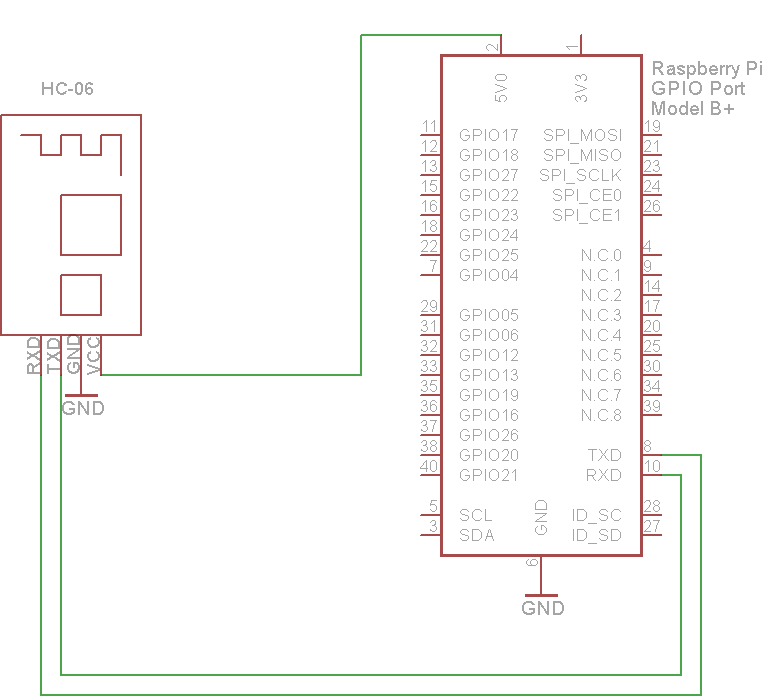 HC-06
RXD
TXD
GND
VCC
GND
Raspberry Pi
GPIO Port
Model B+
2
1
5V0
3V3
11 GPIO17 SPI_MOSI 19
12 GPIO18 SPI_MISO 21
13 GPIO27 SPI_SCLK 23
15 GPIO22 SPI_CE0 24
16 GPIO23 SPI_CE1 26
18 GPIO24
22 GPIO25 N.C.0 4
7 GPIO04 N.C.1 9
N.C.2 14
29 GPIO05 N.C.3 17
31 GPIO06 N.C.4 20
32 GPIO12 N.C.5 25
33 GPIO13 N.C.6 30
35 GPIO19 N.C.7 34
36 GPIO16 N.C.8 39
37 GPIO26
38 GPIO20 TXD 8
40 GPIO21 RXD 10
5 SCL ID_SC 28
3 SDA ID_SD 27
GND
6
GND